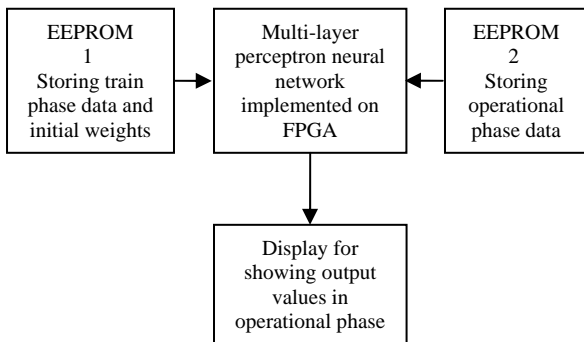 EEPROM
1
Storing train
phase data and
initial weights
Multi-layer
perceptron neural
network
implemented on
FPGA
EEPROM
2
Storing
operational
phase data
Display for
showing output
values in
operational phase